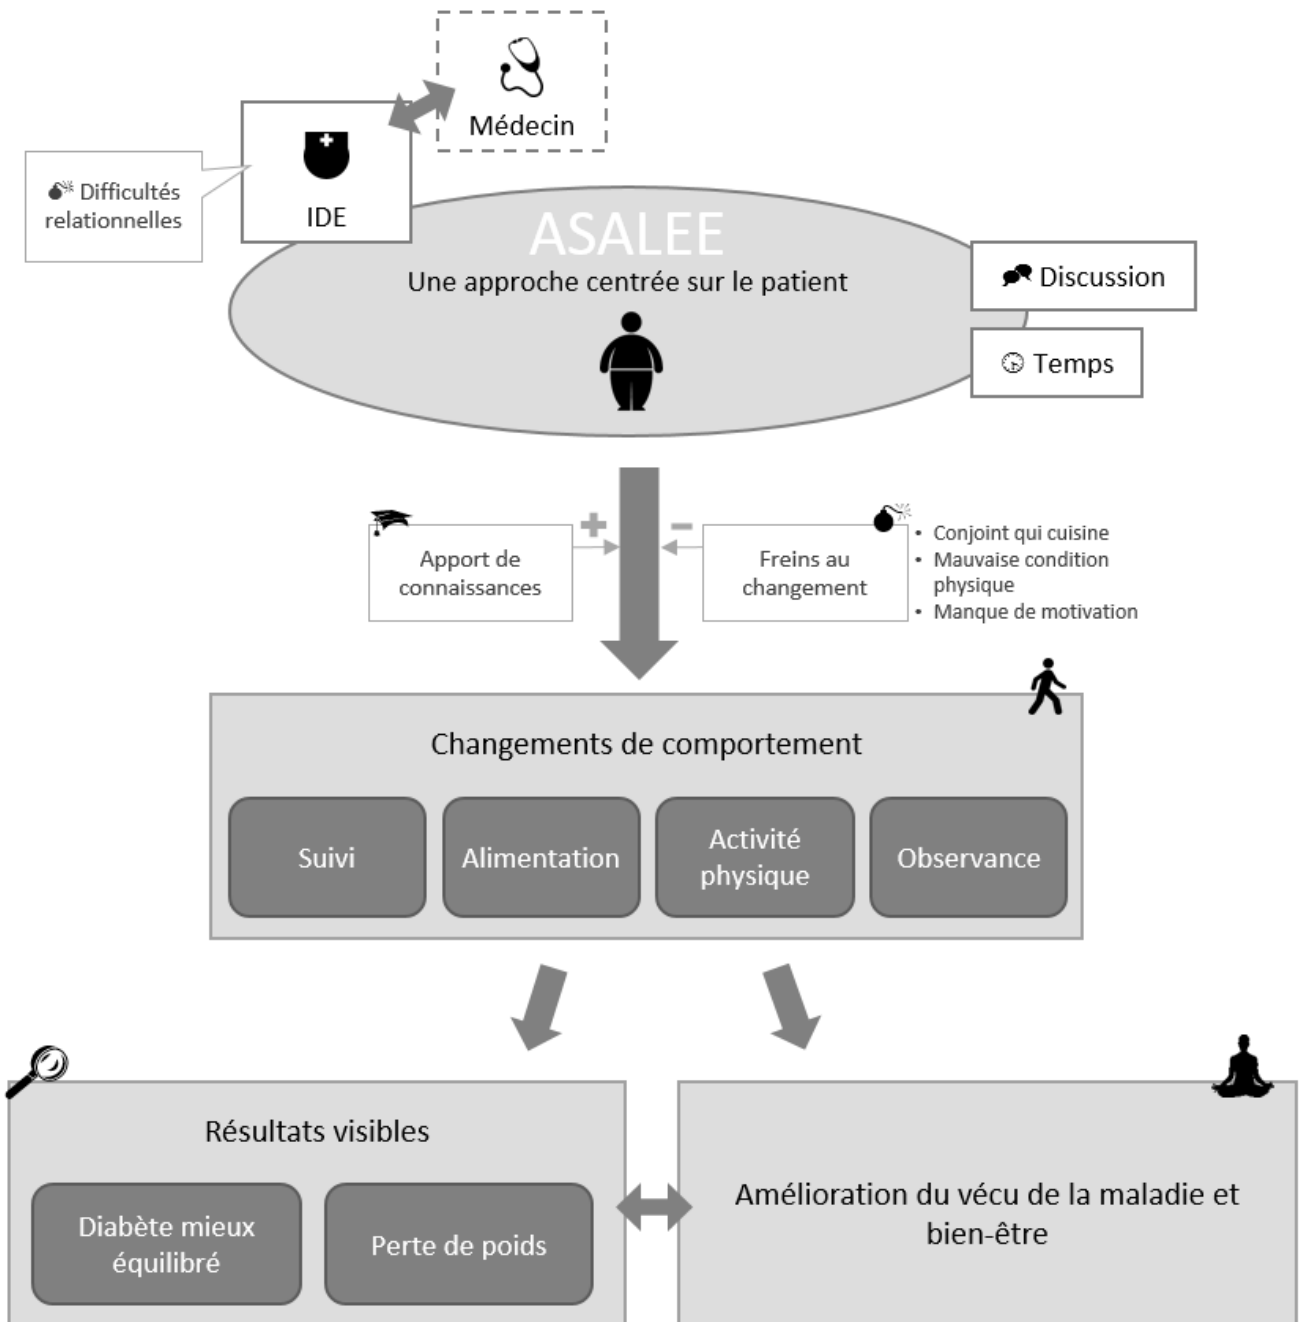 Médecin
IDE
Difficultés
relationnelles
ASALEE
Une approche centrée sur le patient
Discussion
Temps
Apport de
connaissances
Freins au
changement
• Conjoint qui cuisine
• Mauvaise condition
physique
• Manque de motivation
Changements de comportement
Suivi
Alimentation
Activité
physique
Observance
Résultats visibles
Diabète mieux
équilibré
Perte de poids
Amélioration du vécu de la maladie et
bien-être